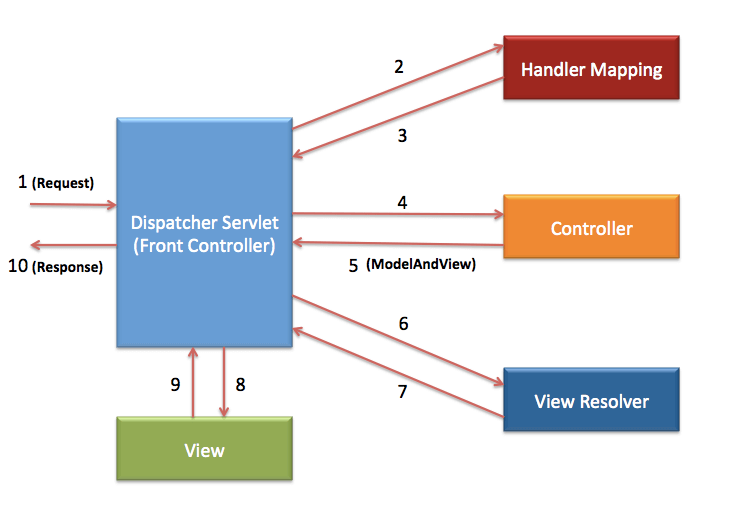 2
Handler Mapping
3
1 (Request)
Dispatcher Servlet
(Front Controller)
4
Controller
10 (Response)
5 (ModelAndView)
6
7
View Resolver
9
8
View